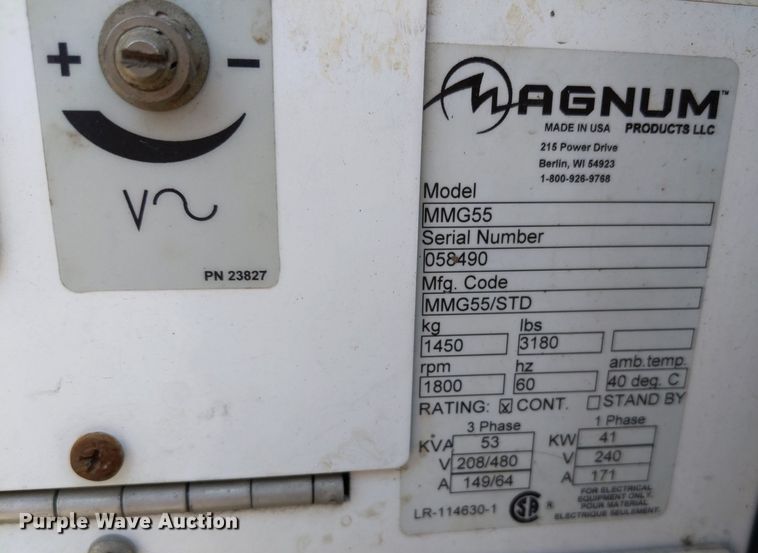 + -
V
PN 23827
MAGNUM™
MADE IN USA PRODUCTS LLC
215 Power Drive
Berlin, WI 54923
1-800-926-9768
Model
MMG55
Serial Number
058490
Mfg. Code
MMG55/STD
kg lbs
1450 3180
rpm hz amb.temp.
1800 60 40 deg. C
RATING: ☒ CONT. ☐ STAND BY
3 Phase 1 Phase
KVA 53 KW 41
V 208/480 V 240
A 149/64 A 171
FOR ELECTRICAL
EQUIPMENT ONLY.
POUR MATERIAL
ELECTRIQUE SEULEMENT.
LR-114630-1 SA ®
Purple Wave Auction